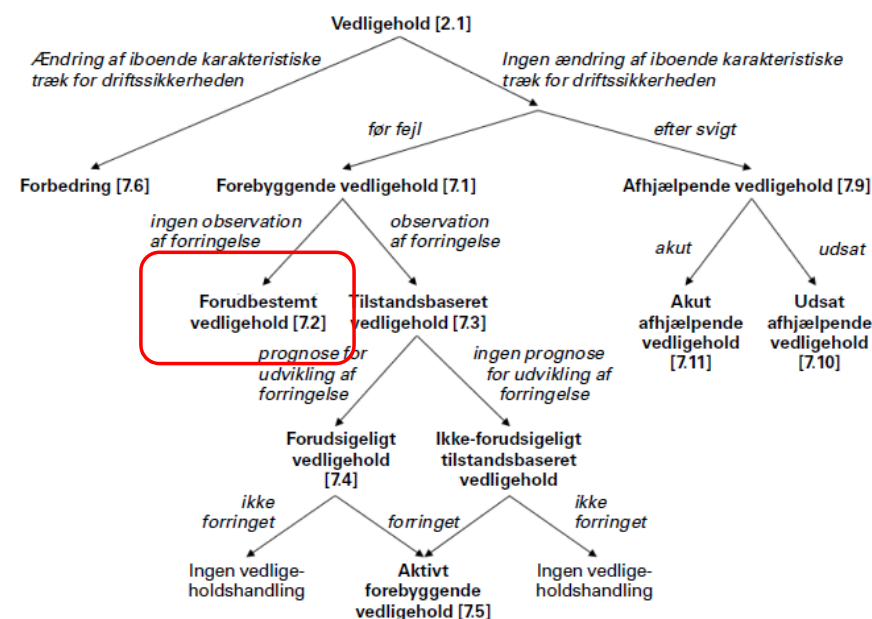 Vedligehold [2.1]
Ændring af iboende karakteristiske
træk for driftssikkerheden
Ingen ændring af iboende karakteristiske
træk for driftssikkerheden
før fejl
efter svigt
Forbedring [7.6]
Forebyggende vedligehold [7.1]
Afhjælpende vedligehold [7.9]
ingen observation
af forringelse
observation
af forringelse
akut
udsat
Forudbestemt
vedligehold [7.2]
Tilstandsbaseret
vedligehold [7.3]
Akut
afhjælpende
vedligehold
[7.11]
Udsat
afhjælpende
vedligehold
[7.10]
prognose for
udvikling af
forringelse
ingen prognose
for udvikling af
forringelse
Forudsigeligt
vedligehold
[7.4]
Ikke-forudsigeligt
tilstandsbaseret
vedligehold
ikke
forringet
forringet
ikke
forringet
Ingen vedlige-
holdshandling
Aktivt
forebyggende
vedligehold [7.5]
Ingen vedlige-
holdshandling